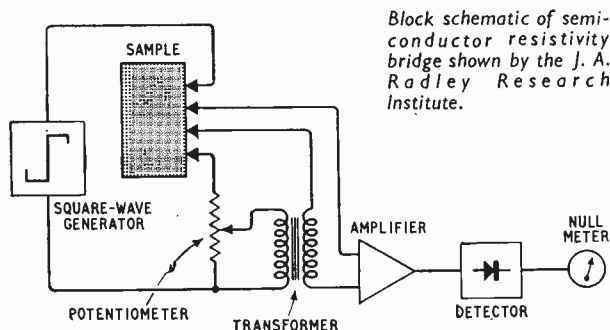 Block schematic of semi-
conductor resistivity
bridge shown by the J. A.
Radley Research
Institute.
SAMPLE
SQUARE-WAVE
GENERATOR
POTENTIOMETER
TRANSFORMER
AMPLIFIER
DETECTOR
NULL
METER